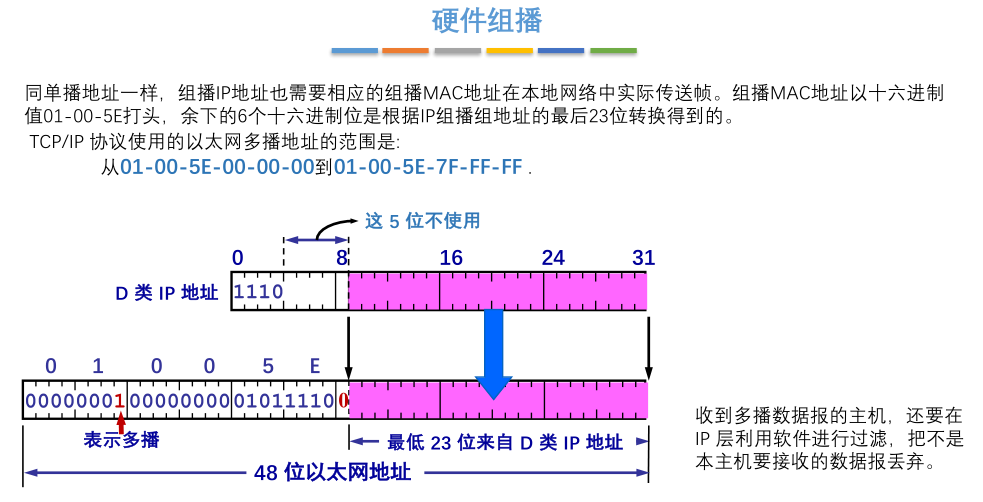 硬件组播
同单播地址一样，组播IP地址也需要相应的组播MAC地址在本地网络中实际传送帧。组播MAC地址以十六进制
值01-00-5E打头，余下的6个十六进制位是根据IP组播组地址的最后23位转换得到的。
TCP/IP 协议使用的以太网多播地址的范围是:
从01-00-5E-00-00-00到01-00-5E-7F-FF-FF .
这 5 位不使用
0 8 16 24 31
D 类 IP 地址 1110
0 1 0 0 5 E
00000001 00000000 01011110 0
表示多播
最低 23 位来自 D 类 IP 地址
48 位以太网地址
收到多播数据报的主机，还要在
IP 层利用软件进行过滤，把不是
本主机要接收的数据报丢弃。